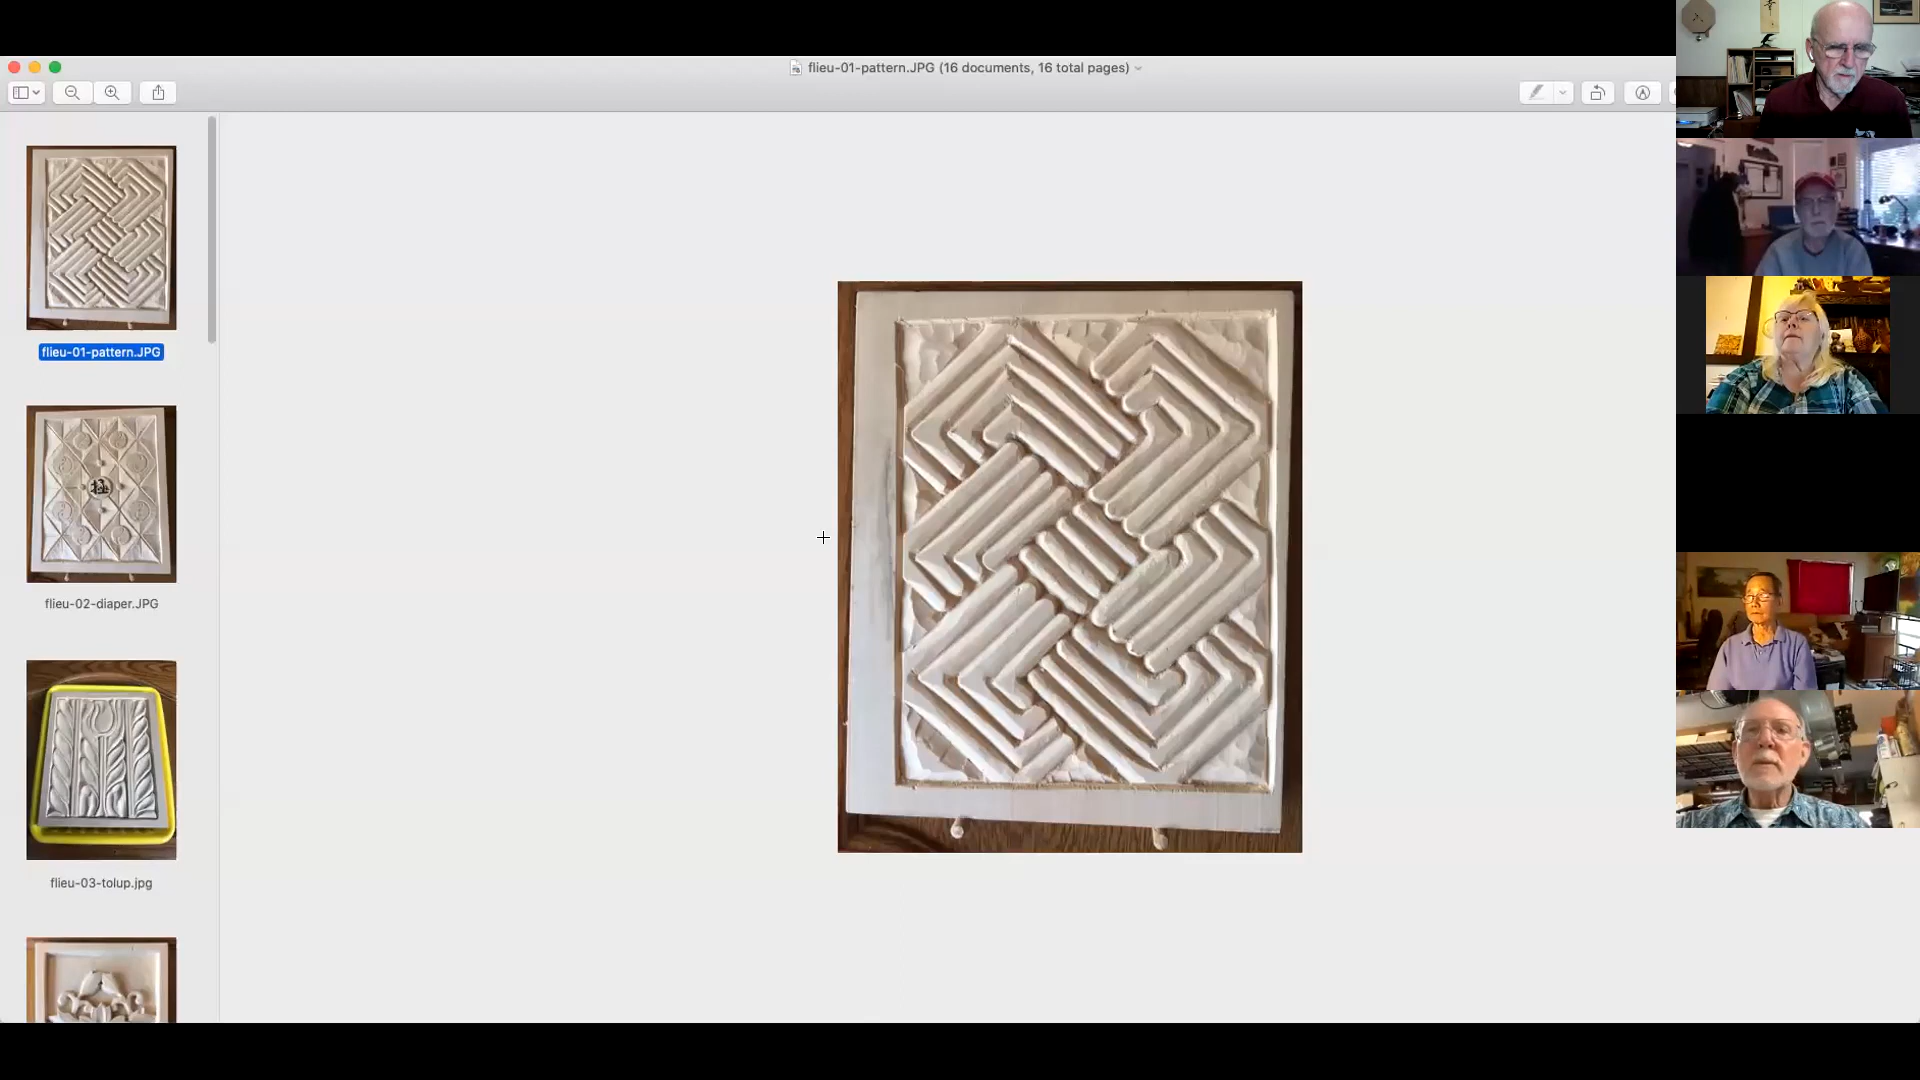 flieu-01-pattern.JPG (16 documents, 16 total pages)
flieu-01-pattern.JPG
極
flieu-02-diaper.JPG
flieu-03-tolup.jpg